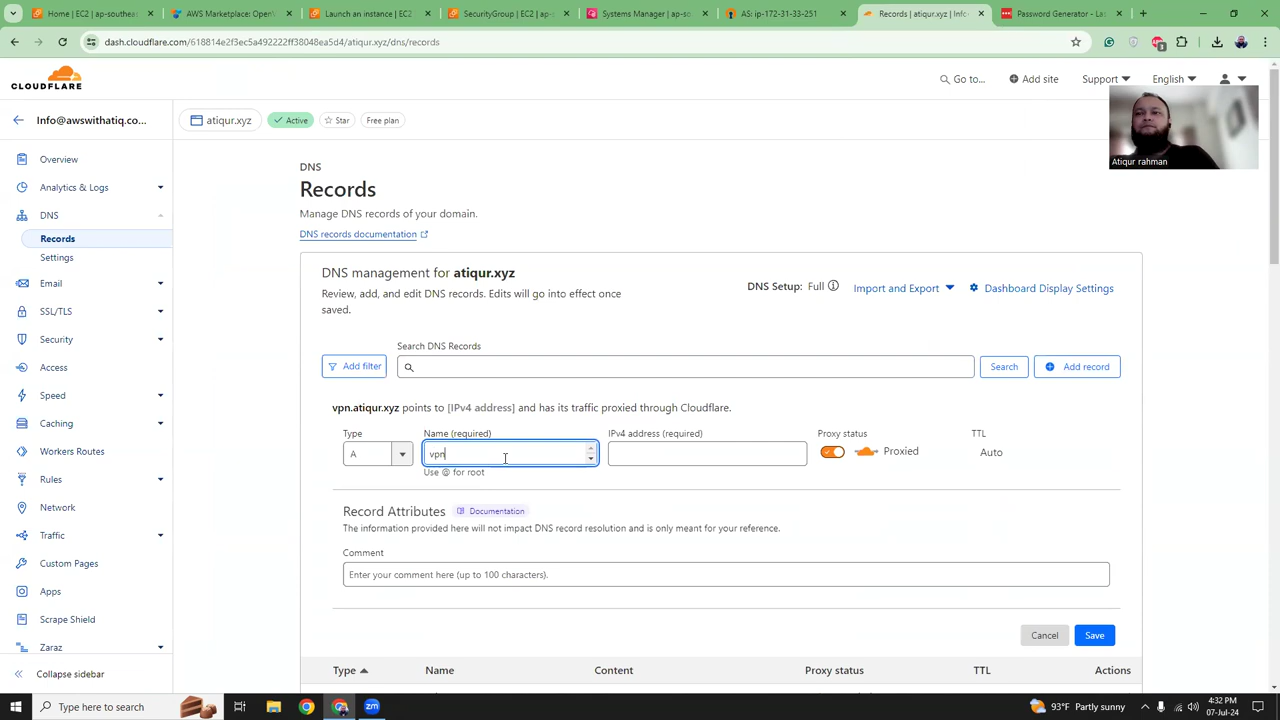 Home | EC2 | ap-southeas
AWS Marketplace: OpenV
Launch an instance | EC2
SecurityGroup | EC2 | ap-s
Systems Manager | ap-so
AS: ip-172-31-33-251
Records | atiqur.xyz | Info
Password Generator - Las
dash.cloudflare.com/618814e2f3ec5a492222ff38048ea5d4/atiqur.xyz/dns/records
CLOUDFLARE
Go to...
Add site
Support
English
Info@awswithatiq.co...
atiqur.xyz
Active
Star
Free plan
Atiqur rahman
Overview
Analytics & Logs
DNS
Records
Settings
Email
SSL/TLS
Security
Access
Speed
Caching
Workers Routes
Rules
Network
Traffic
Custom Pages
Apps
Scrape Shield
Zaraz
Collapse sidebar
DNS
Records
Manage DNS records of your domain.
DNS records documentation
DNS management for atiqur.xyz
Review, add, and edit DNS records. Edits will go into effect once
saved.
DNS Setup: Full
Import and Export
Dashboard Display Settings
Search DNS Records
Add filter
Search
Add record
vpn.atiqur.xyz points to [IPv4 address] and has its traffic proxied through Cloudflare.
Type
Name (required)
IPv4 address (required)
Proxy status
TTL
A
vpn
Proxied
Auto
Use @ for root
Record Attributes
Documentation
The information provided here will not impact DNS record resolution and is only meant for your reference.
Comment
Enter your comment here (up to 100 characters).
Cancel
Save
Type
Name
Content
Proxy status
TTL
Actions
Type here to search
93°F Partly sunny
4:32 PM
07-Jul-24